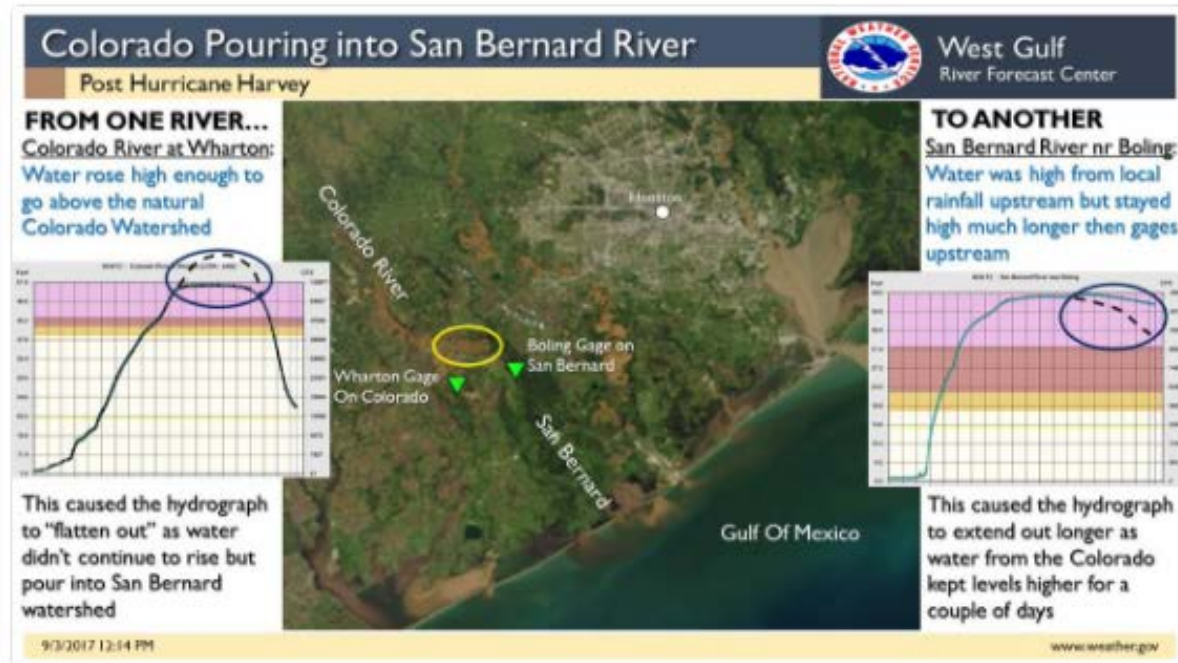 Colorado Pouring into San Bernard River
Post Hurricane Harvey
NATIONAL WEATHER SERVICE
West Gulf
River Forecast Center
FROM ONE RIVER...
Colorado River at Wharton:
Water rose high enough to
go above the natural
Colorado Watershed
This caused the hydrograph
to "flatten out" as water
didn't continue to rise but
pour into San Bernard
watershed
Colorado River
Houston
Wharton Gage
On Colorado
Boling Gage on
San Bernard
San Bernard
Gulf Of Mexico
TO ANOTHER
San Bernard River nr Boling:
Water was high from local
rainfall upstream but stayed
high much longer then gages
upstream
This caused the hydrograph
to extend out longer as
water from the Colorado
kept levels higher for a
couple of days
9/3/2017 12:14 PM
www.weather.gov